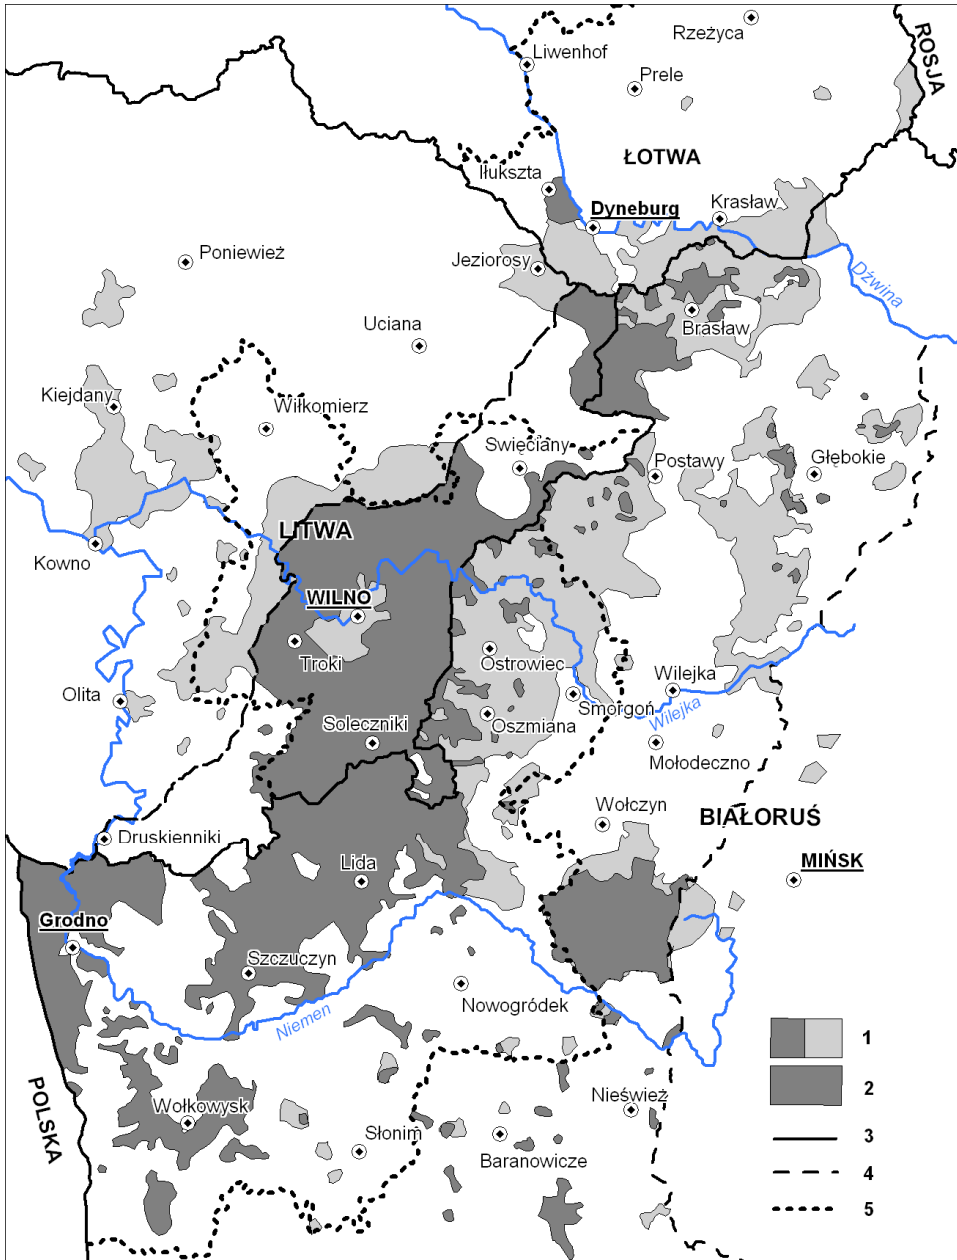 Rzeżyca
Liwenhof
Prele
ROSJA
ŁOTWA
Iłukszta
Dyneburg
Krasław
Poniewież
Jeziorosy
Dźwina
Brasław
Uciana
Kiejdany
Wiłkomierz
Swięciany
Postawy
Głębokie
LITWA
Kowno
WILNO
Troki
Ostrowiec
Olita
Wilejka
Smorgoń
Soleczniki
Oszmiana
Wilejka
Mołodeczno
Wołczyn
BIAŁORUŚ
Druskienniki
Lida
MIŃSK
Grodno
Szczuczyn
Nowogródek
Niemen
1
2
POLSKA
Wołkowysk
Nieśwież
Słonim
3
Baranowicze
4
5